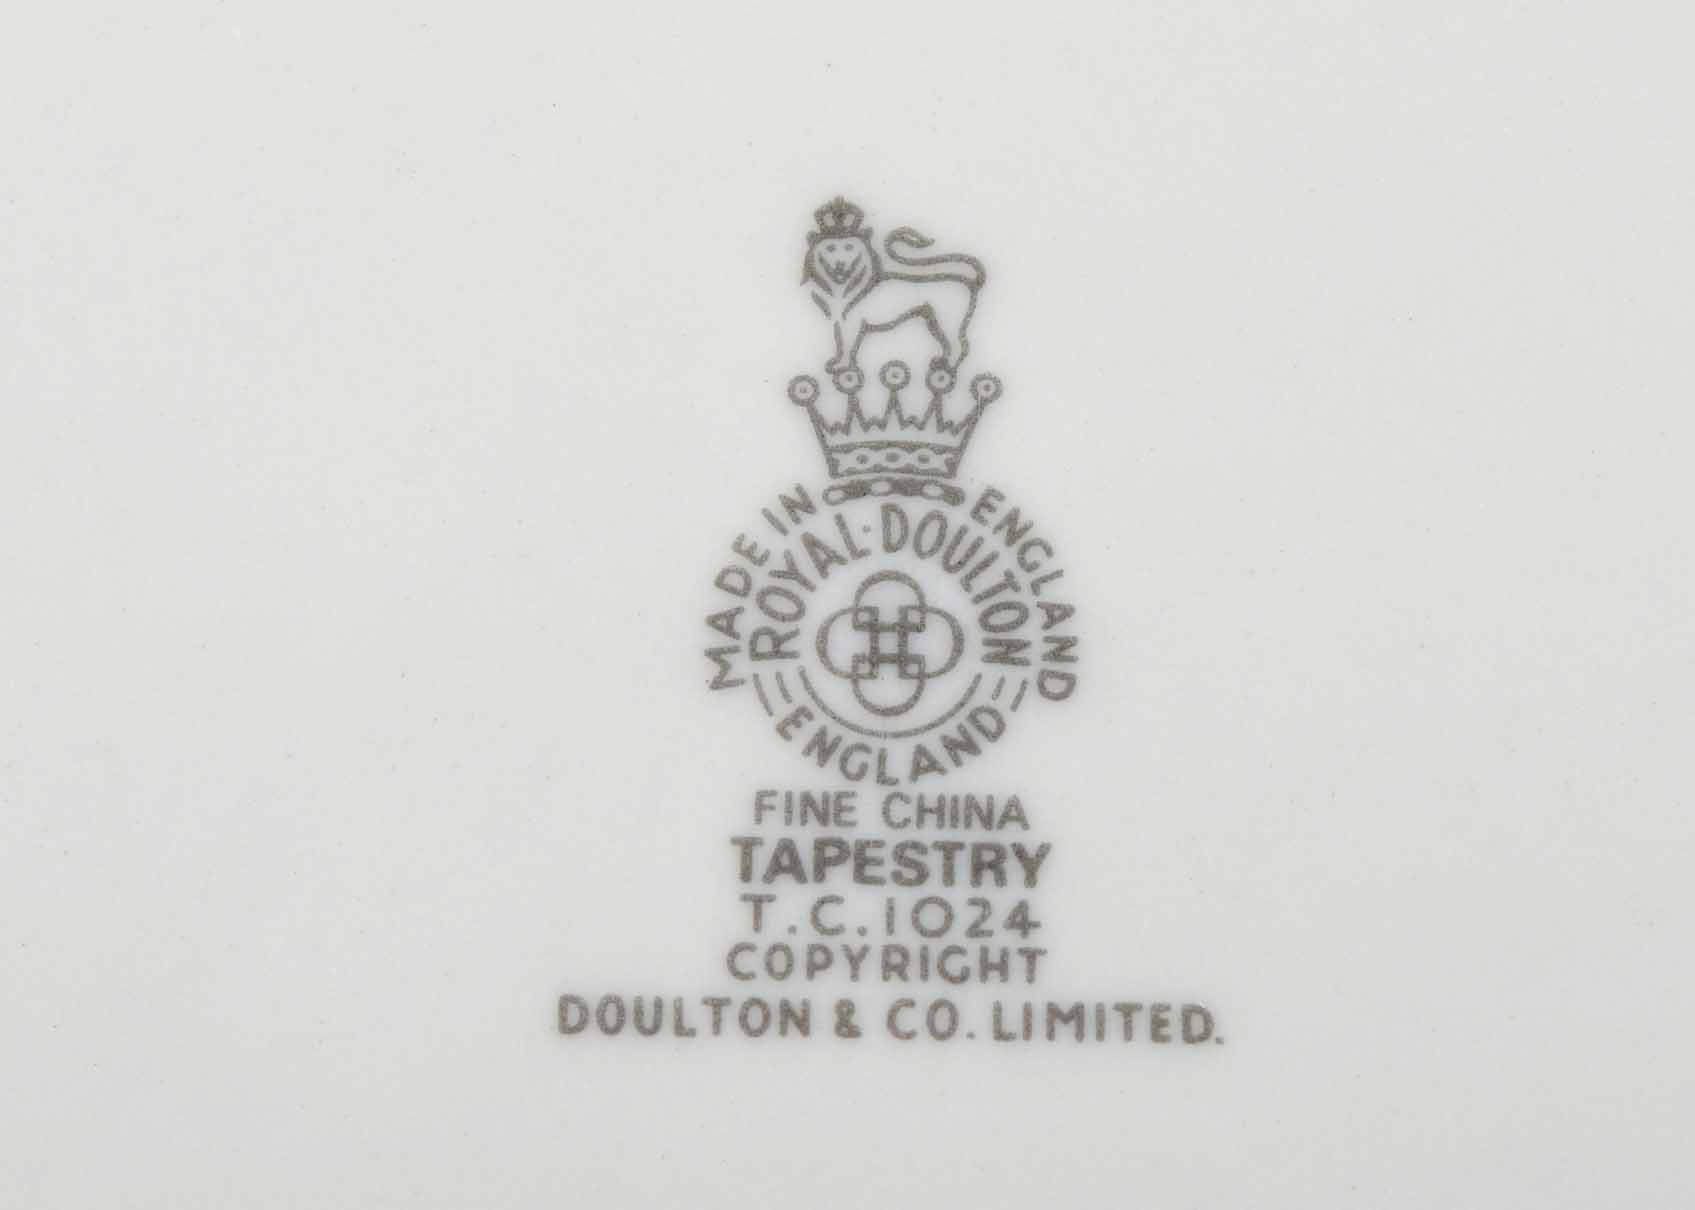 MADE IN ENGLAND
ROYAL·DOULTON
ENGLAND
FINE CHINA
TAPESTRY
T.C.1024
COPYRIGHT
DOULTON & CO. LIMITED.